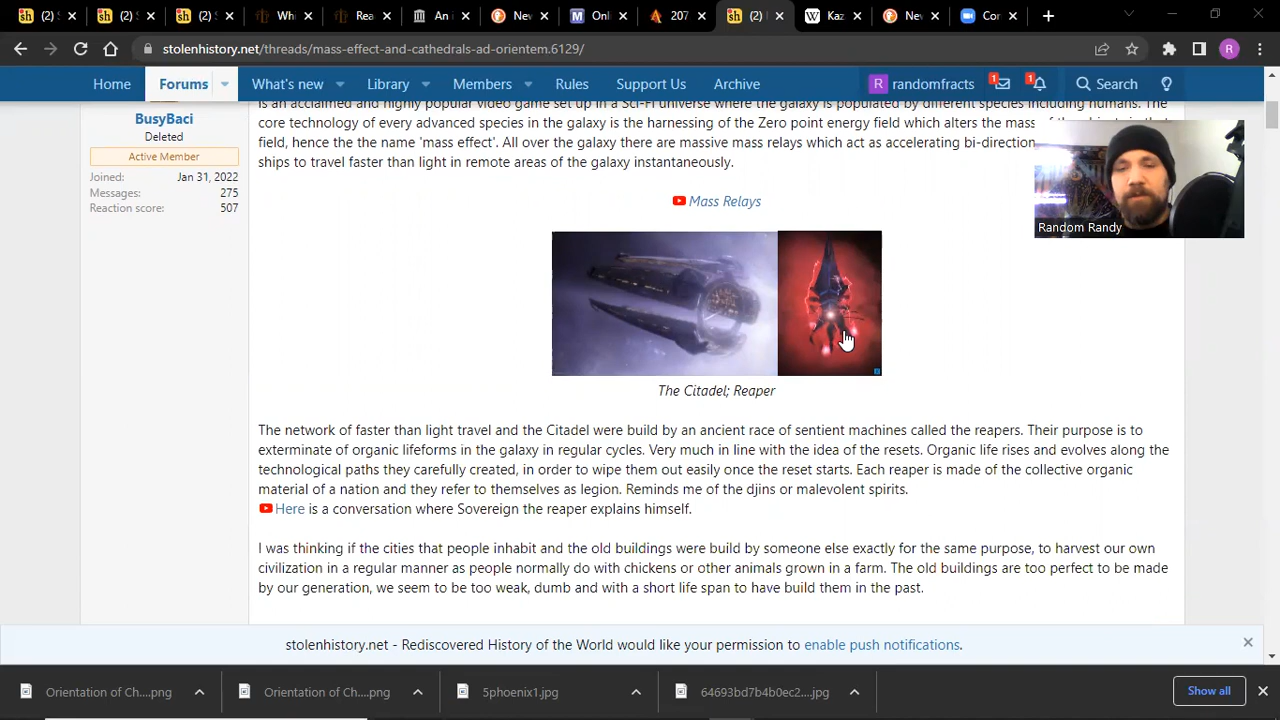 (2) S
(2) S
(2) S
Whi
Rea
An i
Nev
Onl
207
(2) I
Kaz
Nev
Cor
stolenhistory.net/threads/mass-effect-and-cathedrals-ad-orientem.6129/
R
Home Forums What's new Library Members Rules Support Us Archive R randomfracts 1 1 Search
is an acclaimed and highly popular video game set up in a Sci-Fi universe where the galaxy is populated by different species including humans. The
core technology of every advanced species in the galaxy is the harnessing of the Zero point energy field which alters the mass
field, hence the the name 'mass effect'. All over the galaxy there are massive mass relays which act as accelerating bi-direction
ships to travel faster than light in remote areas of the galaxy instantaneously.
BusyBaci
Deleted
Active Member
Joined: Jan 31, 2022
Messages: 275
Reaction score: 507
Mass Relays
Random Randy
The Citadel; Reaper
The network of faster than light travel and the Citadel were build by an ancient race of sentient machines called the reapers. Their purpose is to
exterminate of organic lifeforms in the galaxy in regular cycles. Very much in line with the idea of the resets. Organic life rises and evolves along the
technological paths they carefully created, in order to wipe them out easily once the reset starts. Each reaper is made of the collective organic
material of a nation and they refer to themselves as legion. Reminds me of the djins or malevolent spirits.
Here is a conversation where Sovereign the reaper explains himself.
I was thinking if the cities that people inhabit and the old buildings were build by someone else exactly for the same purpose, to harvest our own
civilization in a regular manner as people normally do with chickens or other animals grown in a farm. The old buildings are too perfect to be made
by our generation, we seem to be too weak, dumb and with a short life span to have build them in the past.
stolenhistory.net - Rediscovered History of the World would like your permission to enable push notifications.
Orientation of Ch....png
Orientation of Ch....png
5phoenix1.jpg
64693bd7b4b0ec2....jpg
Show all